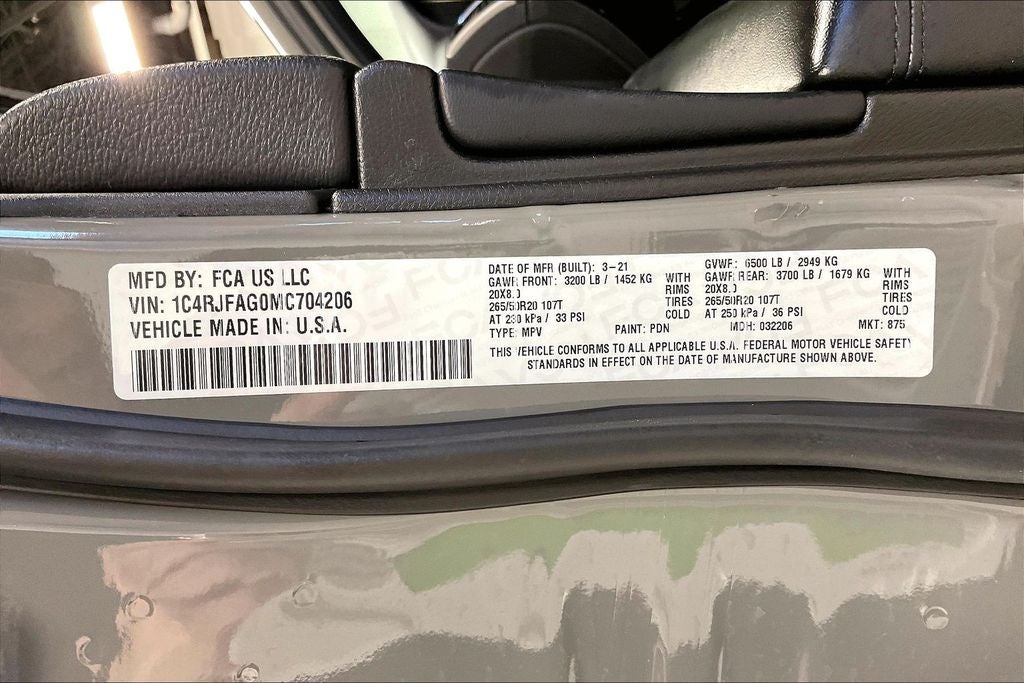 MFD BY: FCA US LLC
VIN: 1C4RJFAG0MC704206
VEHICLE MADE IN: U.S.A.
DATE OF MFR (BUILT): 3-21
GAWR FRONT: 3200 LB / 1452 KG WITH
20X8.0 RIMS
265/50R20 107T TIRES
AT 230 kPa / 33 PSI COLD
TYPE: MPV PAINT: PDN
GVWR: 6500 LB / 2949 KG
GAWR REAR: 3700 LB / 1679 KG WITH
20X8.0 RIMS
265/50R20 107T TIRES
AT 250 kPa / 36 PSI COLD
MDH: 032206 MKT: 875
THIS VEHICLE CONFORMS TO ALL APPLICABLE U.S.A. FEDERAL MOTOR VEHICLE SAFETY
STANDARDS IN EFFECT ON THE DATE OF MANUFACTURE SHOWN ABOVE.